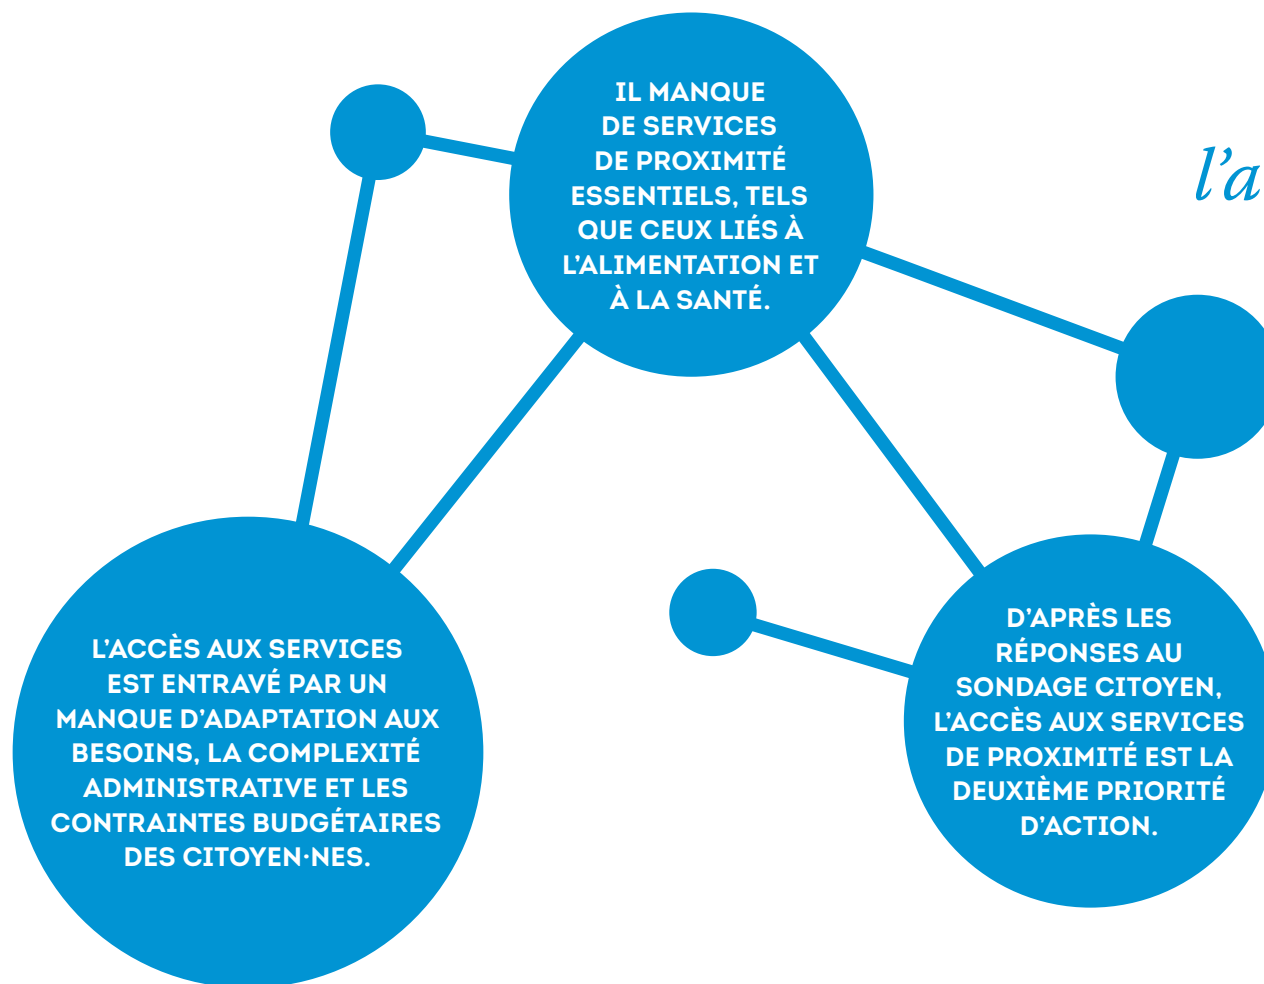 IL MANQUE
DE SERVICES
DE PROXIMITÉ
ESSENTIELS, TELS
QUE CEUX LIÉS À
L’ALIMENTATION ET
À LA SANTÉ.
l’a
L’ACCÈS AUX SERVICES
EST ENTRAVÉ PAR UN
MANQUE D’ADAPTATION AUX
BESOINS, LA COMPLEXITÉ
ADMINISTRATIVE ET LES
CONTRAINTES BUDGÉTAIRES
DES CITOYEN·NES.
D’APRÈS LES
RÉPONSES AU
SONDAGE CITOYEN,
L’ACCÈS AUX SERVICES
DE PROXIMITÉ EST LA
DEUXIÈME PRIORITÉ
D’ACTION.